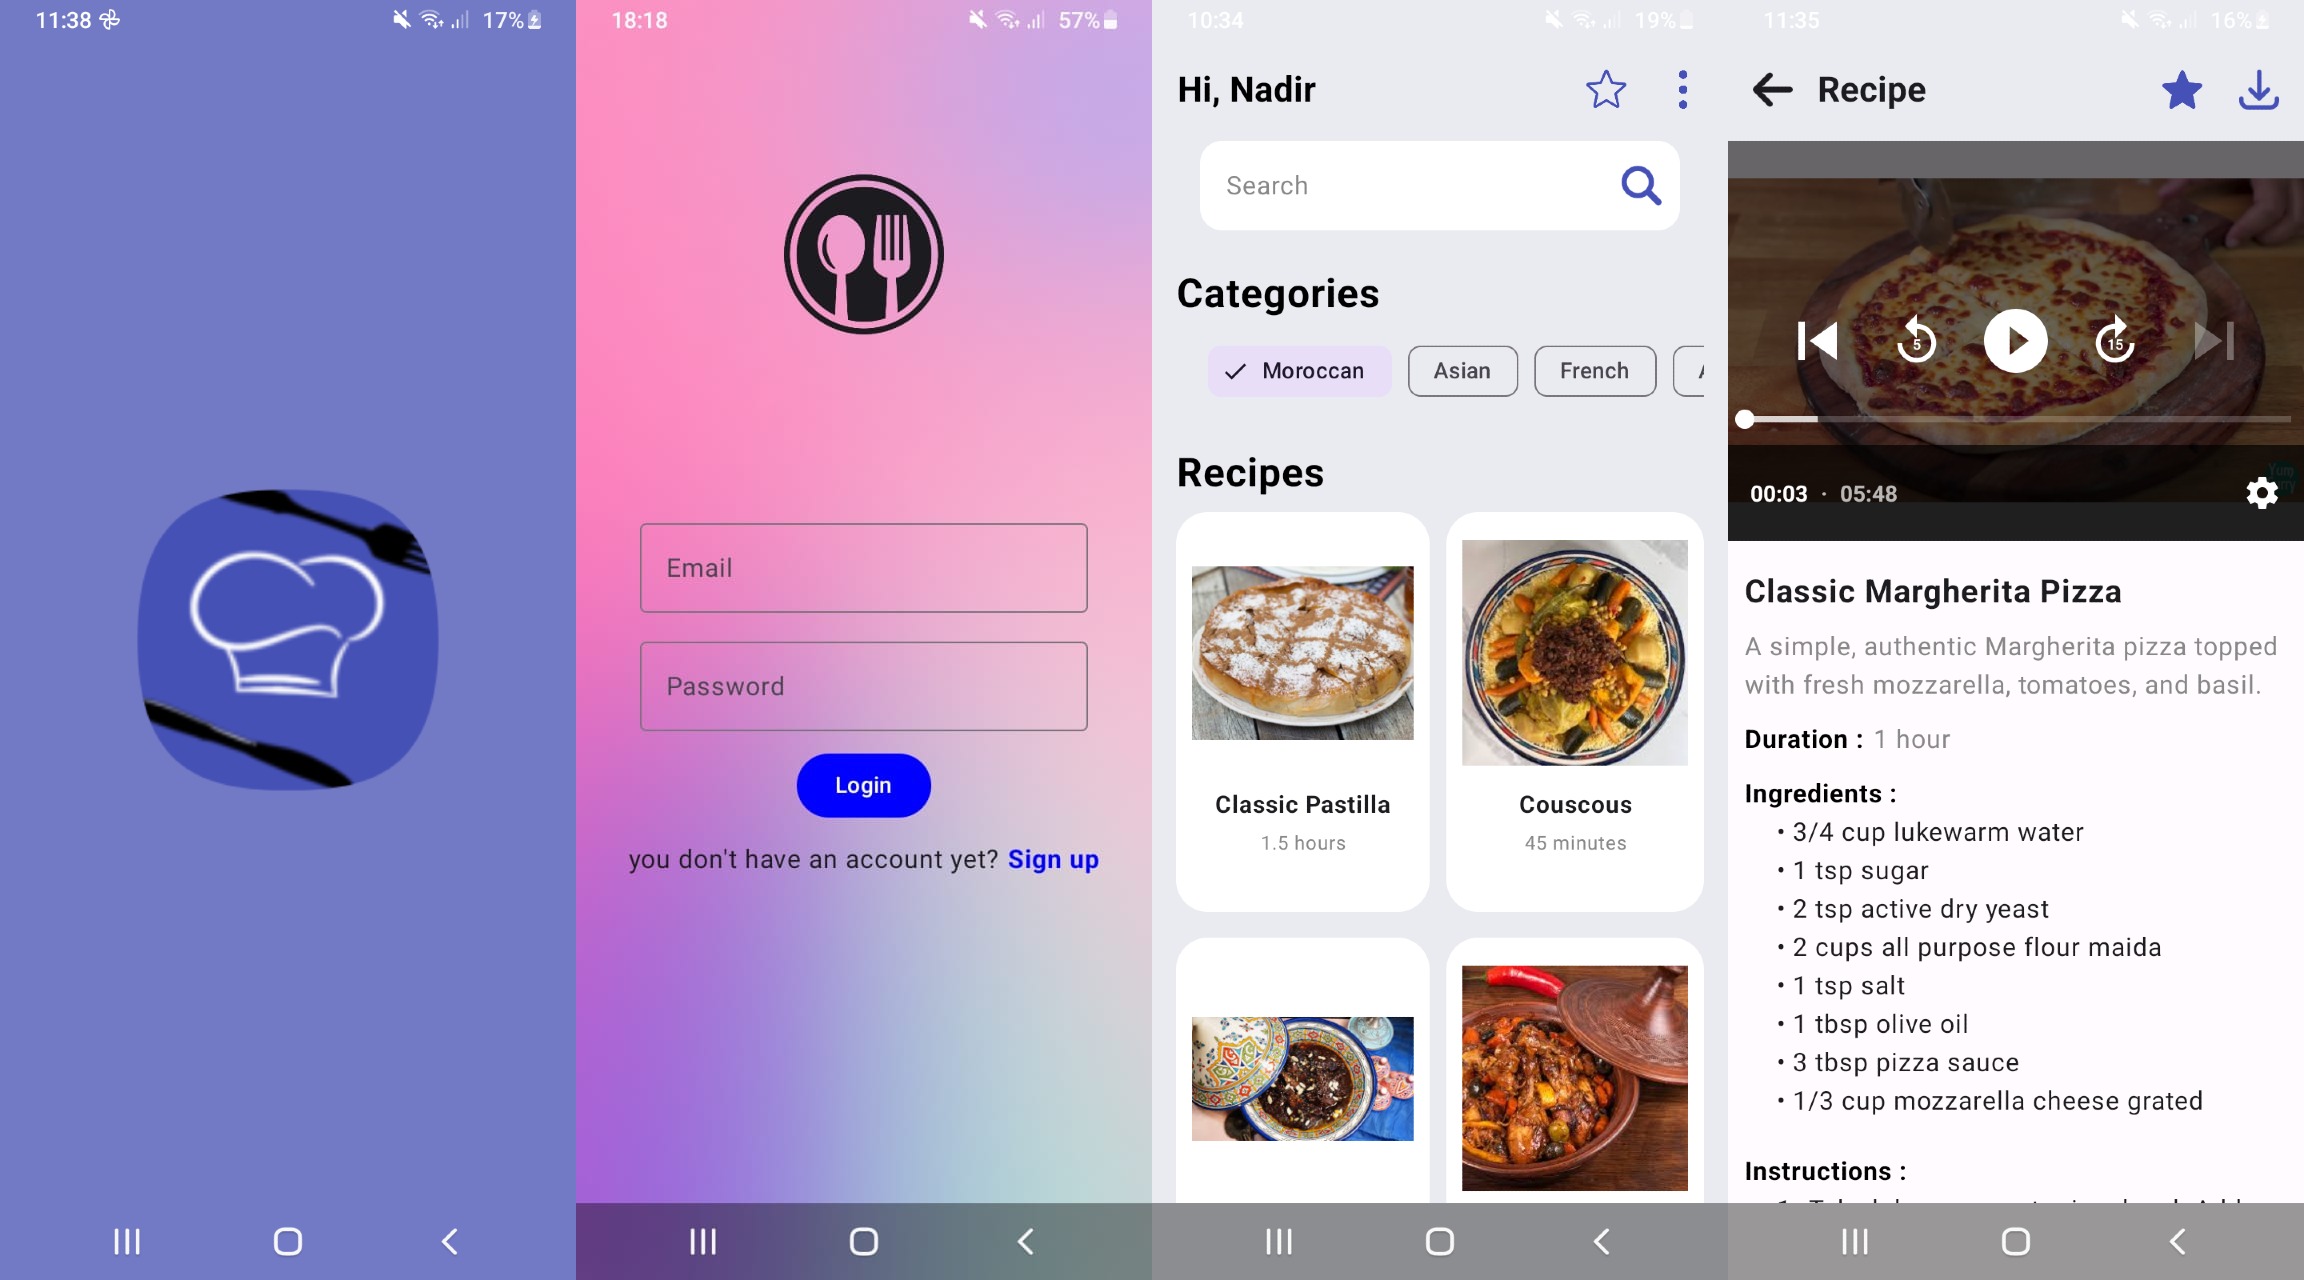 11:38
17%
18:18
57%
Email
Password
Login
you don't have an account yet? Sign up
10:34
19%
Hi, Nadir
Search
Categories
Moroccan
Asian
French
Recipes
Classic Pastilla
1.5 hours
Couscous
45 minutes
11:35
16%
Recipe
5
15
00:03 · 05:48
Classic Margherita Pizza
A simple, authentic Margherita pizza topped
with fresh mozzarella, tomatoes, and basil.
Duration : 1 hour
Ingredients :
• 3/4 cup lukewarm water
• 1 tsp sugar
• 2 tsp active dry yeast
• 2 cups all purpose flour maida
• 1 tsp salt
• 1 tbsp olive oil
• 3 tbsp pizza sauce
• 1/3 cup mozzarella cheese grated
Instructions :